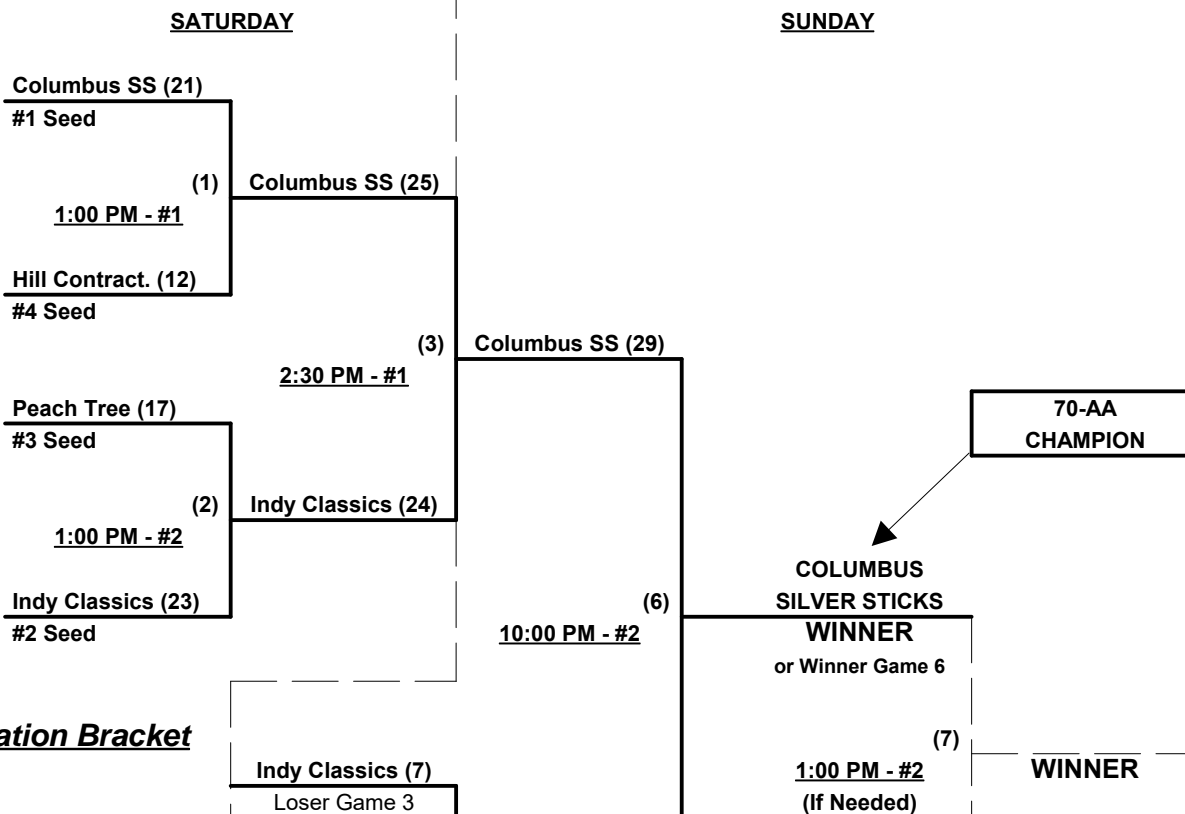 SATURDAY
SUNDAY
Columbus SS (21)
#1 Seed
(1)
Columbus SS (25)
1:00 PM - #1
Hill Contract. (12)
#4 Seed
(3)
Columbus SS (29)
2:30 PM - #1
Peach Tree (17)
#3 Seed
70-AA
CHAMPION
(2)
Indy Classics (24)
1:00 PM - #2
COLUMBUS
SILVER STICKS
Indy Classics (23)
#2 Seed
(6)
10:00 PM - #2
WINNER
or Winner Game 6
ation Bracket
(7)
Indy Classics (7)
Loser Game 3
1:00 PM - #2
(If Needed)
WINNER